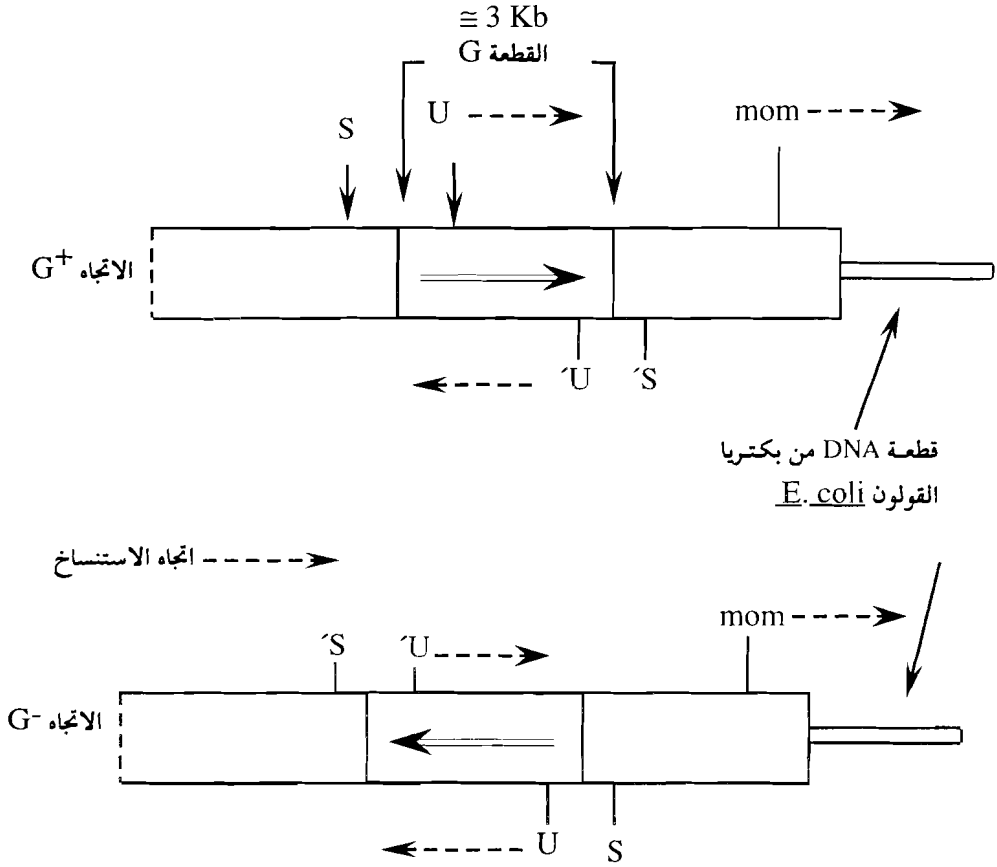 ≅ 3 Kb
القطعة G
S
U
mom
الاتجاه G+
´U
´S
قطعة DNA من بكتريا
القولون E. coli
اتجاه الاستنساخ
´S
´U
mom
الاتجاه G-
U
S